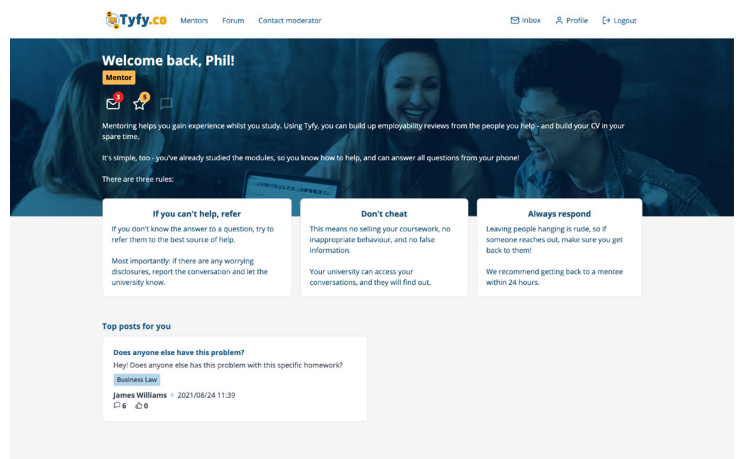 Tyfy.co
Mentors
Forum
Contact moderator
Inbox
Profile
Logout
Welcome back, Phil!
Mentor
3
5
Mentoring helps you gain experience whilst you study. Using Tyfy, you can build up employability reviews from the people you help - and build your CV in your
spare time.
It's simple, too - you've already studied the modules, so you know how to help, and can answer all questions from your phone!
There are three rules:
If you can't help, refer
If you don't know the answer to a question, try to
refer them to the best source of help.
Most importantly: if there are any worrying
disclosures, report the conversation and let the
university know.
Don't cheat
This means no selling your coursework, no
inappropriate behaviour, and no false
information.
Your university can access your
conversations, and they will find out.
Always respond
Leaving people hanging is rude, so if
someone reaches out, make sure you get
back to them!
We recommend getting back to a mentee
within 24 hours.
Top posts for you
Does anyone else have this problem?
Hey! Does anyone else has this problem with this specific homework?
Business Law
James Williams 2021/08/24 11:39
6 0